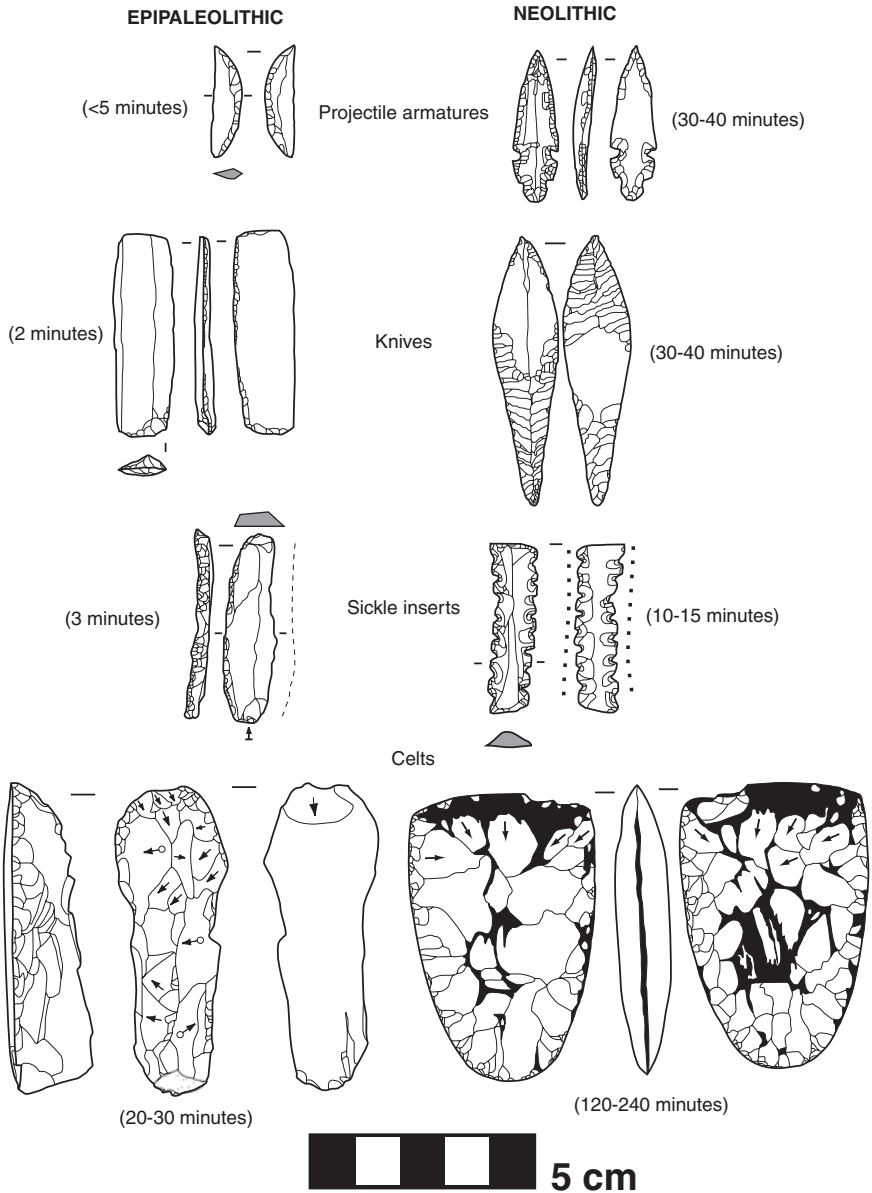 EPIPALEOLITHIC
NEOLITHIC
(<5 minutes)
Projectile armatures
(30-40 minutes)
(2 minutes)
Knives
(30-40 minutes)
(3 minutes)
Sickle inserts
(10-15 minutes)
Celts
(20-30 minutes)
(120-240 minutes)
5 cm